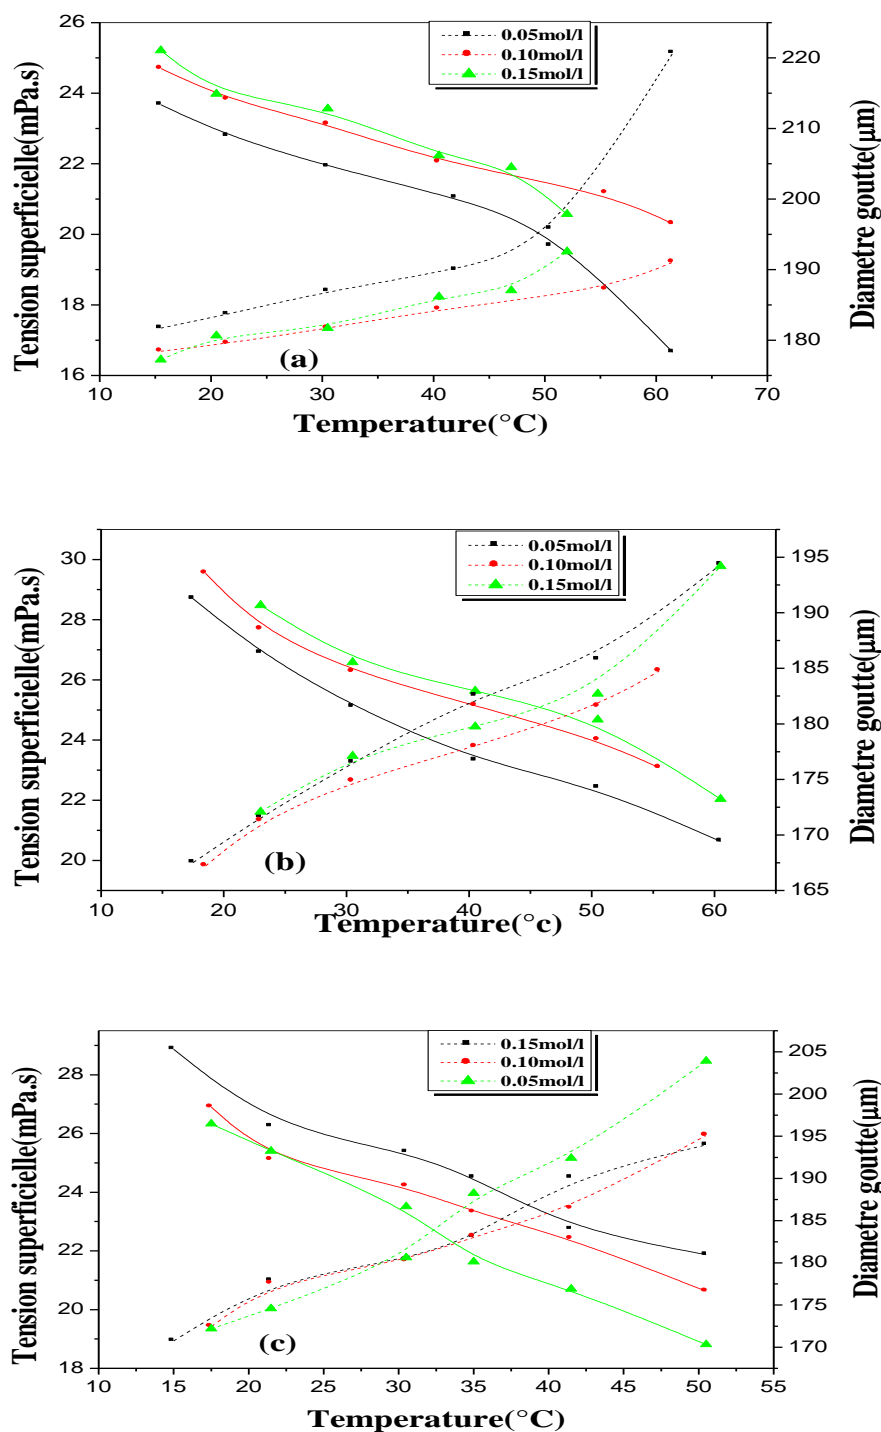 26
24
22
20
18
16
Tension superficielle(mPa.s)
0.05mol/l
0.10mol/l
0.15mol/l
220
210
200
190
180
Diametre goutte(µm)
(a)
10 20 30 40 50 60 70
Temperature(°C)
30
28
26
24
22
20
Tension superficielle(mPa.s)
0.05mol/l
0.10mol/l
0.15mol/l
195
190
185
180
175
170
165
Diametre goutte(µm)
(b)
10 20 30 40 50 60
Temperature(°c)
28
26
24
22
20
18
Tension superficielle(mPa.s)
0.15mol/l
0.10mol/l
0.05mol/l
205
200
195
190
185
180
175
170
Diametre goutte(µm)
(c)
10 15 20 25 30 35 40 45 50 55
Temperature(°C)